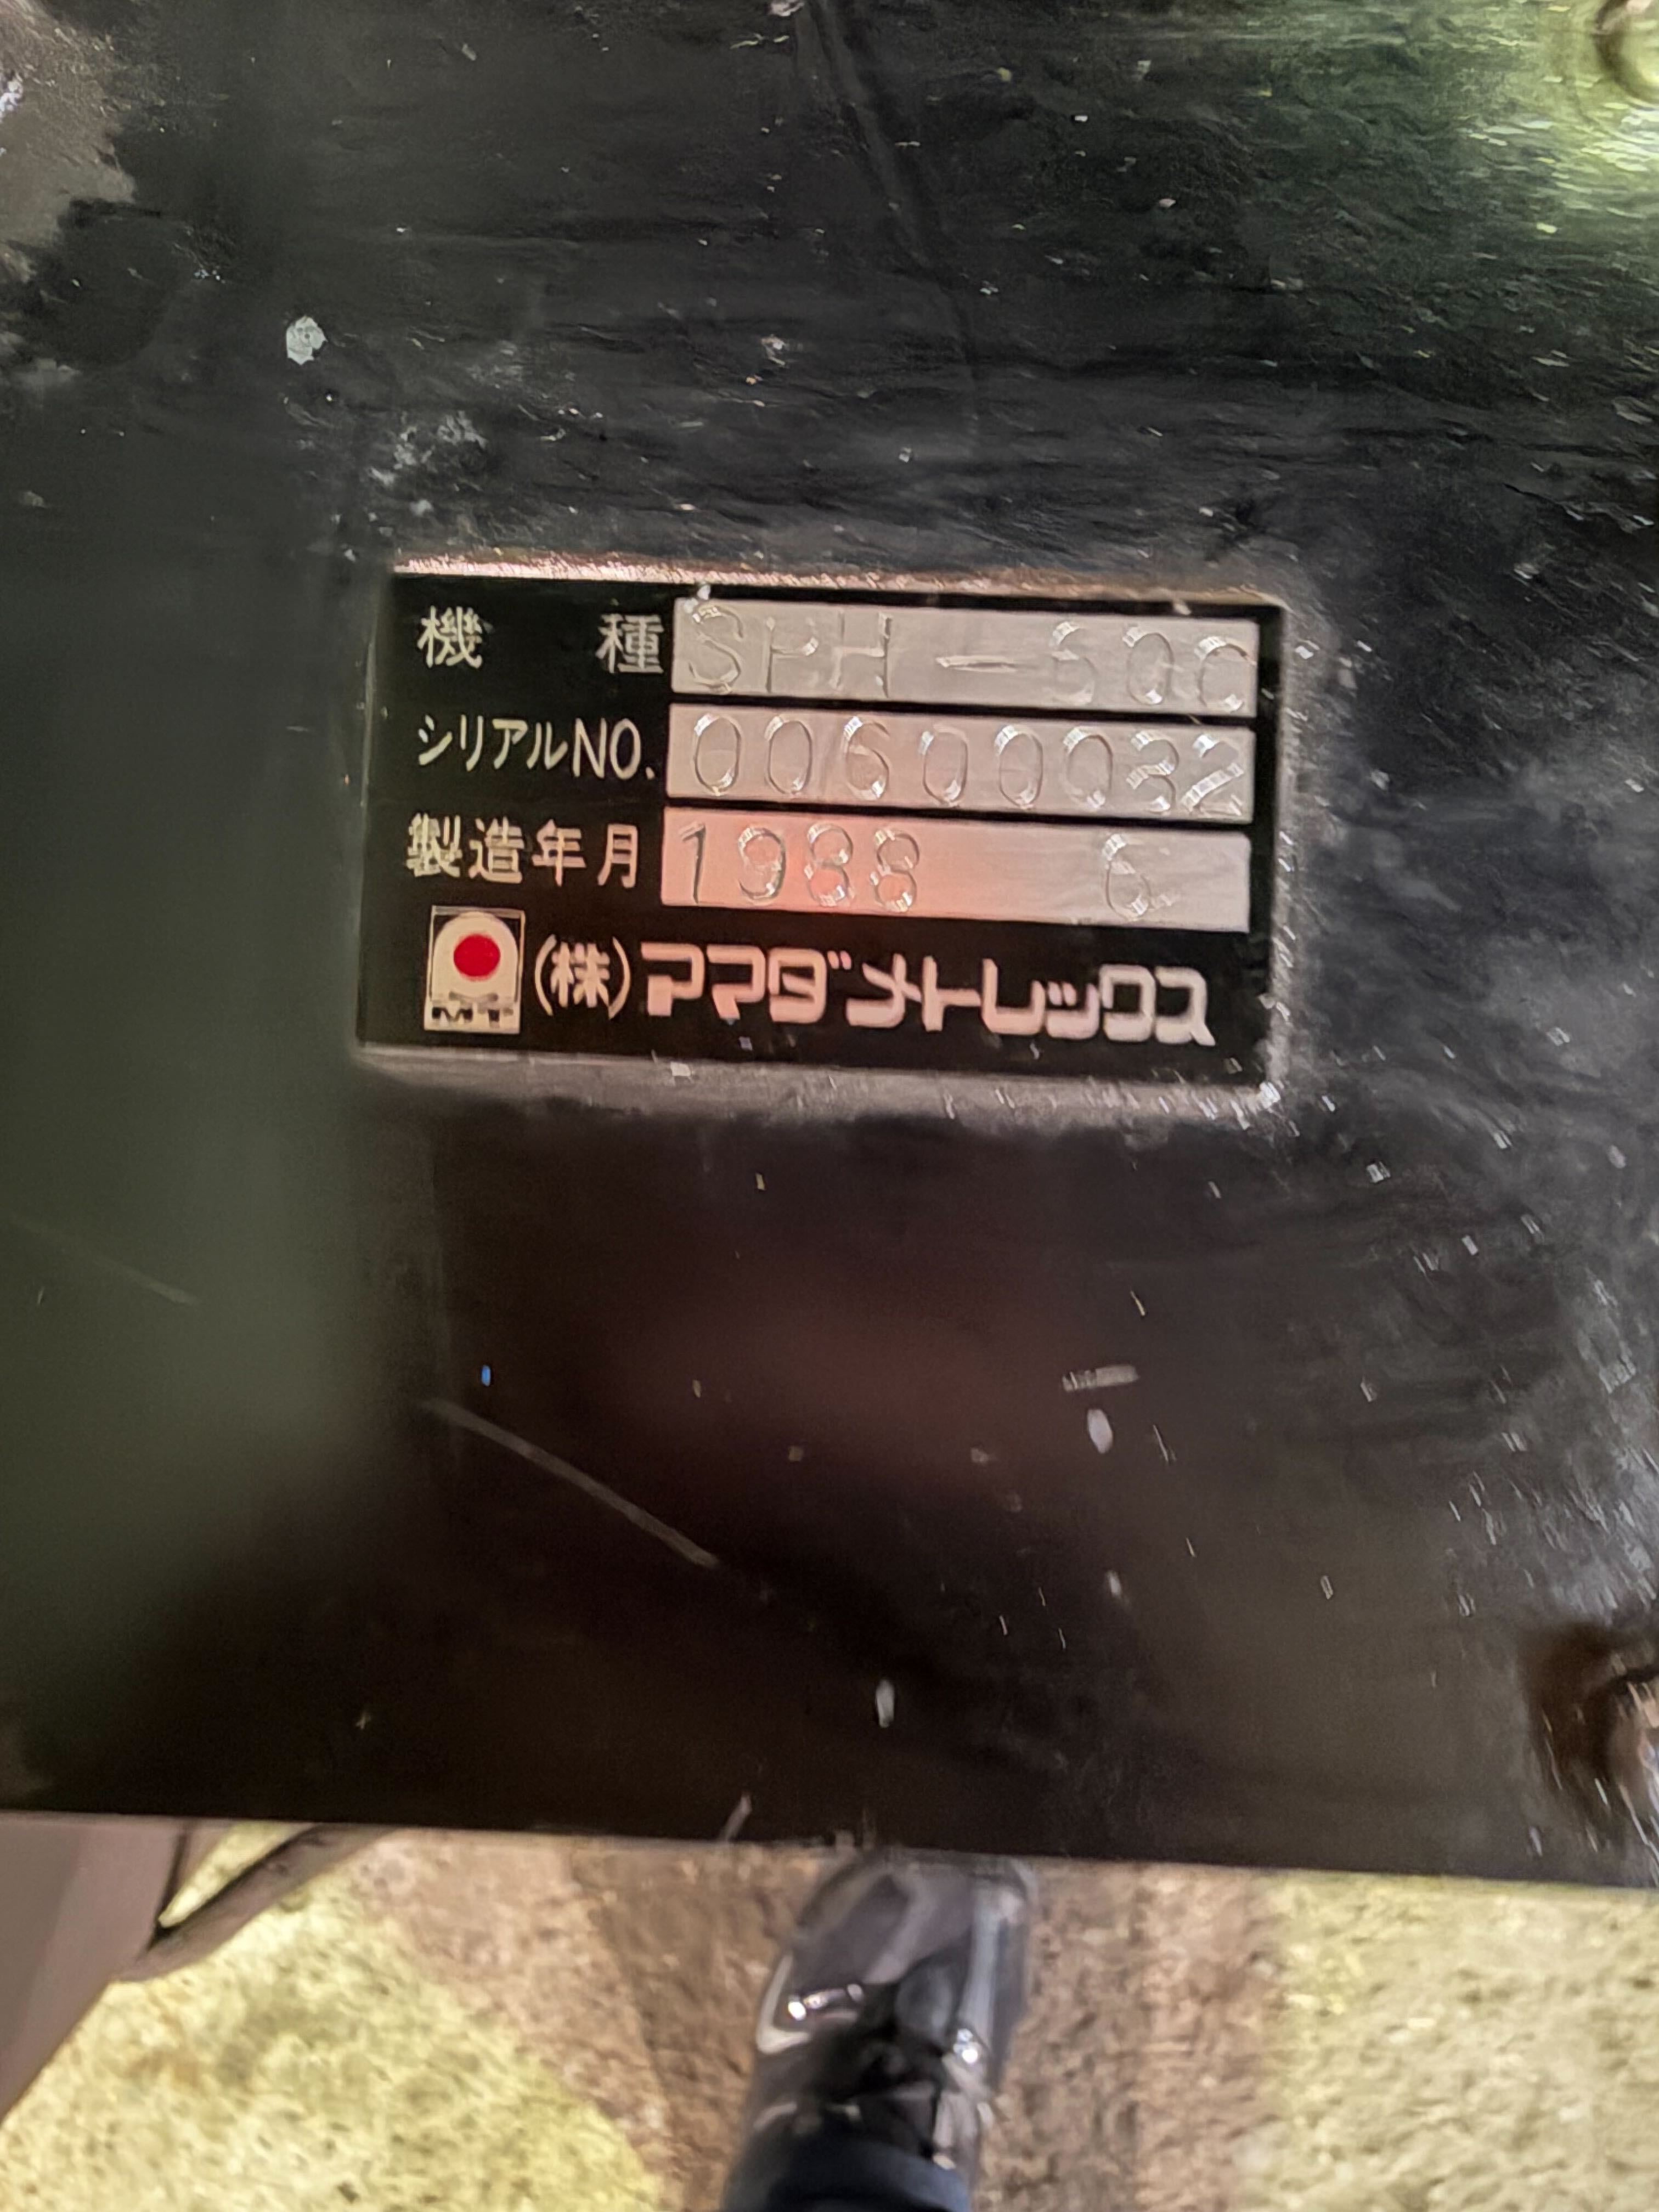 機種 SPH-500
シリアルNO. 00600032
製造年月 1988 6
MT (株)アマダメトレックス